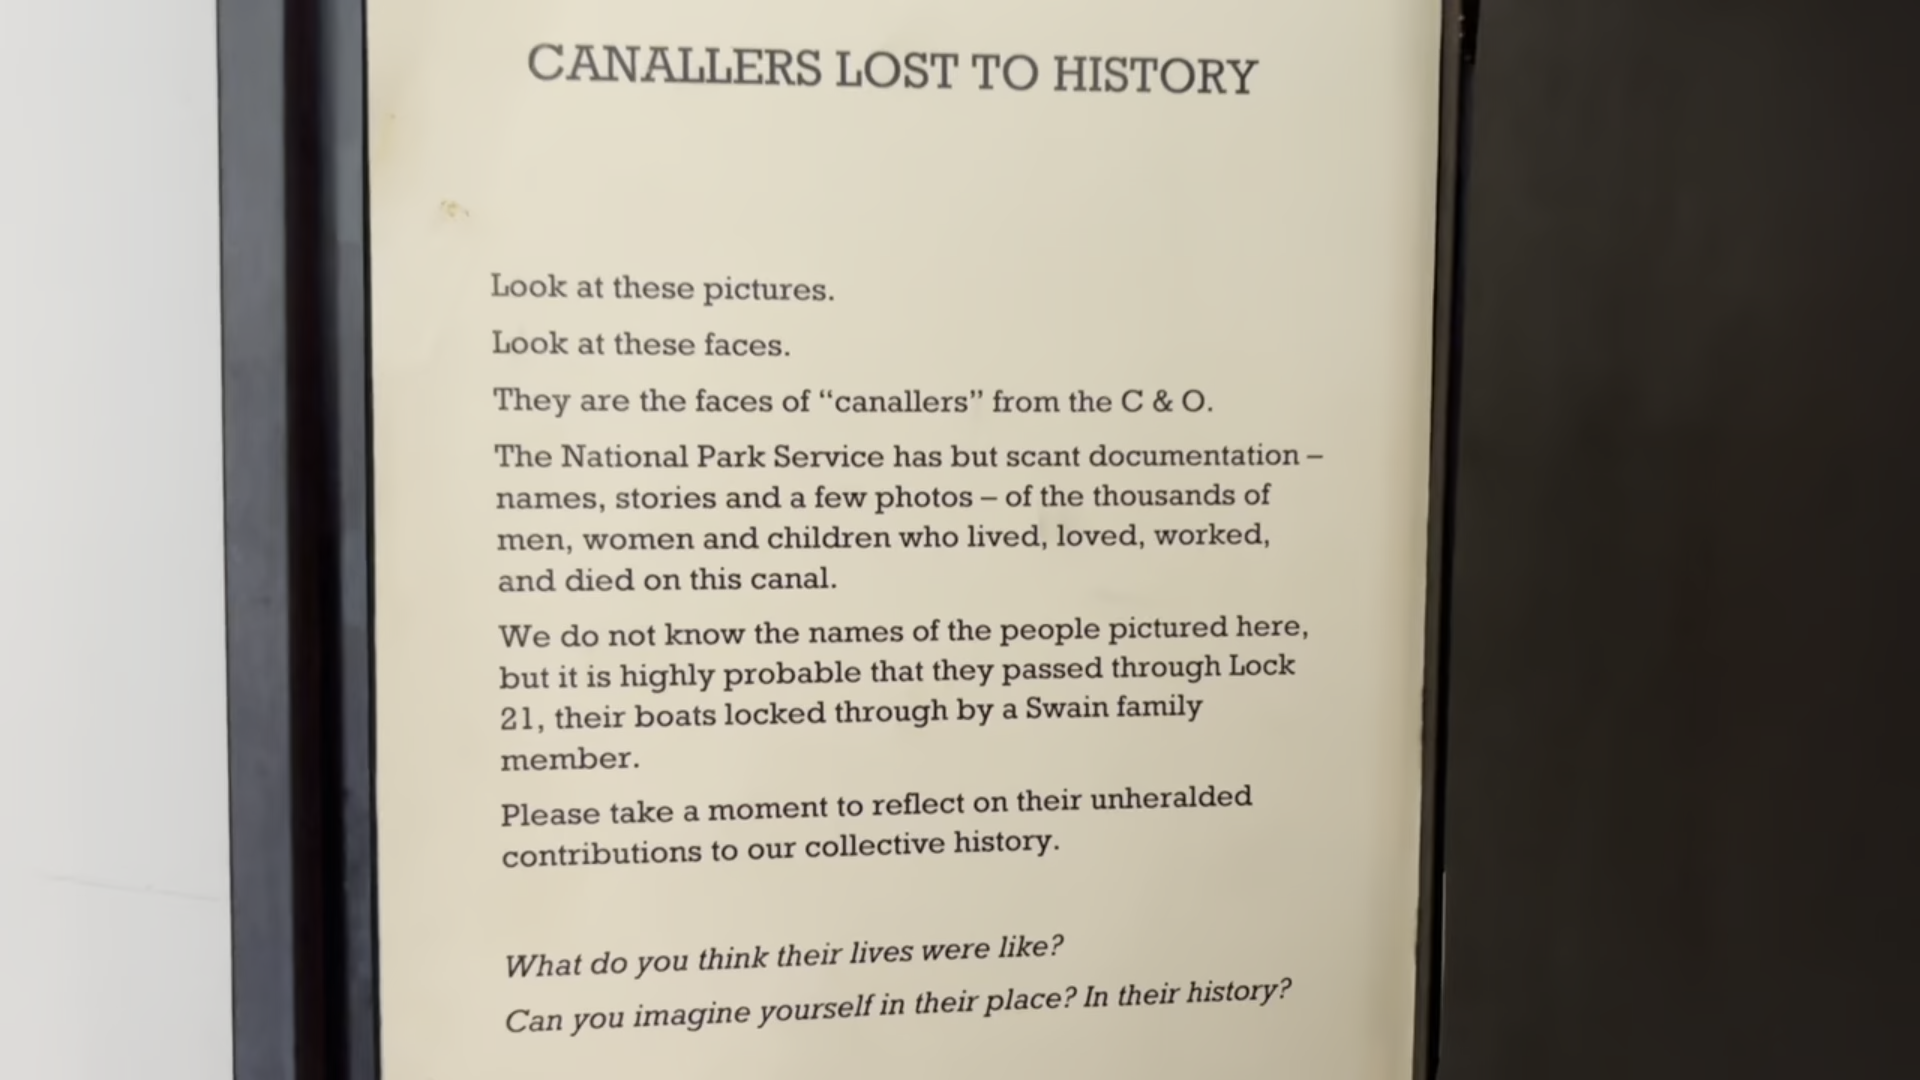 CANALLERS LOST TO HISTORY
Look at these pictures.
Look at these faces.
They are the faces of “canallers” from the C & O.
The National Park Service has but scant documentation –
names, stories and a few photos – of the thousands of
men, women and children who lived, loved, worked,
and died on this canal.
We do not know the names of the people pictured here,
but it is highly probable that they passed through Lock
21, their boats locked through by a Swain family
member.
Please take a moment to reflect on their unheralded
contributions to our collective history.
What do you think their lives were like?
Can you imagine yourself in their place? In their history?